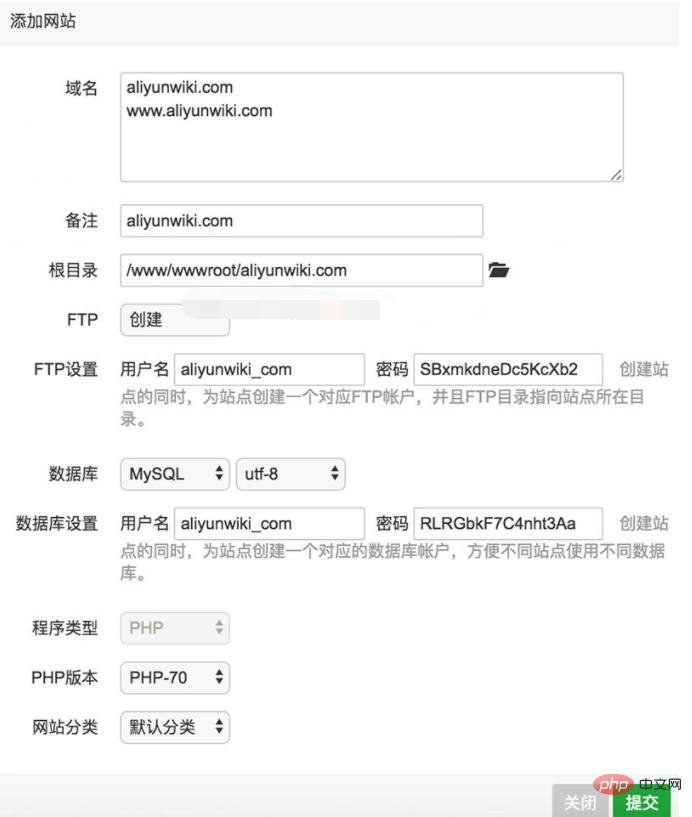 添加网站
域名 aliyunwiki.com
www.aliyunwiki.com
备注 aliyunwiki.com
根目录 /www/wwwroot/aliyunwiki.com
FTP 创建
FTP设置 用户名 aliyunwiki_com 密码 SBxmkdneDc5KcXb2 创建站
点的同时，为站点创建一个对应FTP帐户，并且FTP目录指向站点所在目
录。
数据库 MySQL utf-8
数据库设置 用户名 aliyunwiki_com 密码 RLRGbkF7C4nht3Aa 创建站
点的同时，为站点创建一个对应的数据库帐户，方便不同站点使用不同数据
库。
程序类型 PHP
PHP版本 PHP-70
网站分类 默认分类
php 中文网
关闭 提交